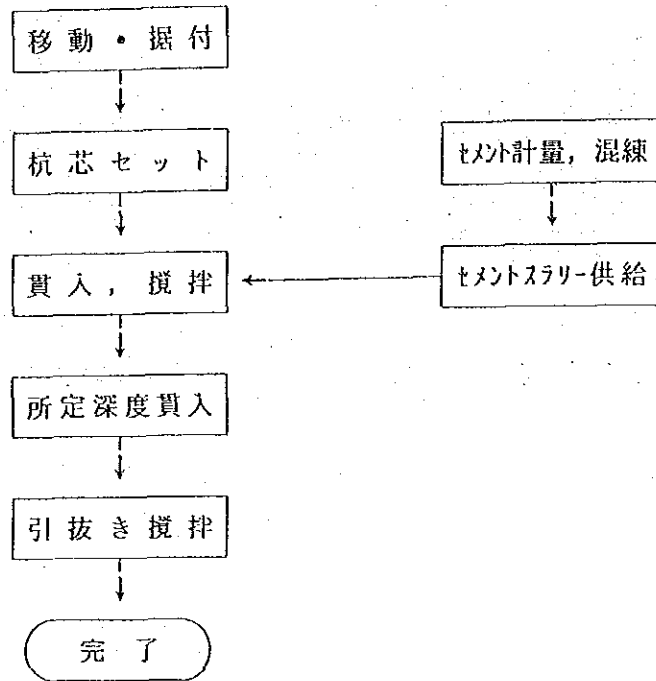 移動・据付
杭芯セット
セメント計量，混練
貫入，撹拌
セメントスラリー供給
所定深度貫入
引抜き撹拌
完了